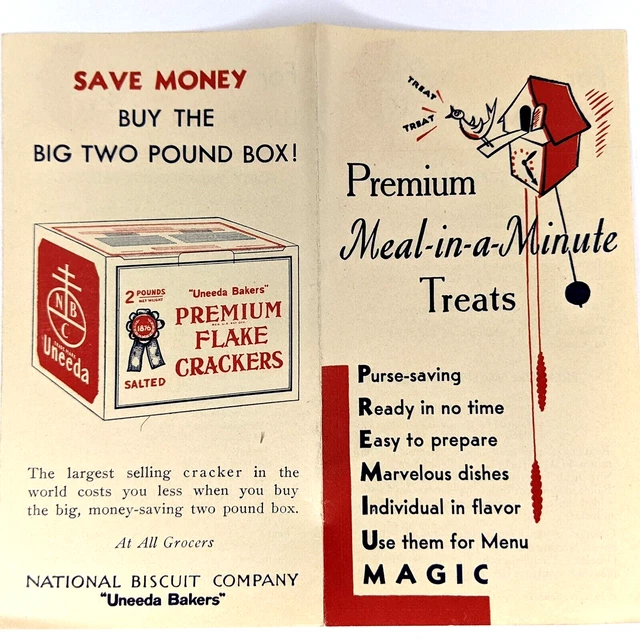 SAVE MONEY
BUY THE
BIG TWO POUND BOX!
N B
C
Uneeda
2 POUNDS
NET WEIGHT
"Uneeda Bakers"
PREMIUM
FLAKE
CRACKERS
1876
SALTED
The largest selling cracker in the
world costs you less when you buy
the big, money-saving two pound box.
At All Grocers
NATIONAL BISCUIT COMPANY
"Uneeda Bakers"
TREAT
TREAT
Premium
Meal-in-a-Minute
Treats
Purse-saving
Ready in no time
Easy to prepare
Marvelous dishes
Individual in flavor
Use them for Menu
MAGIC